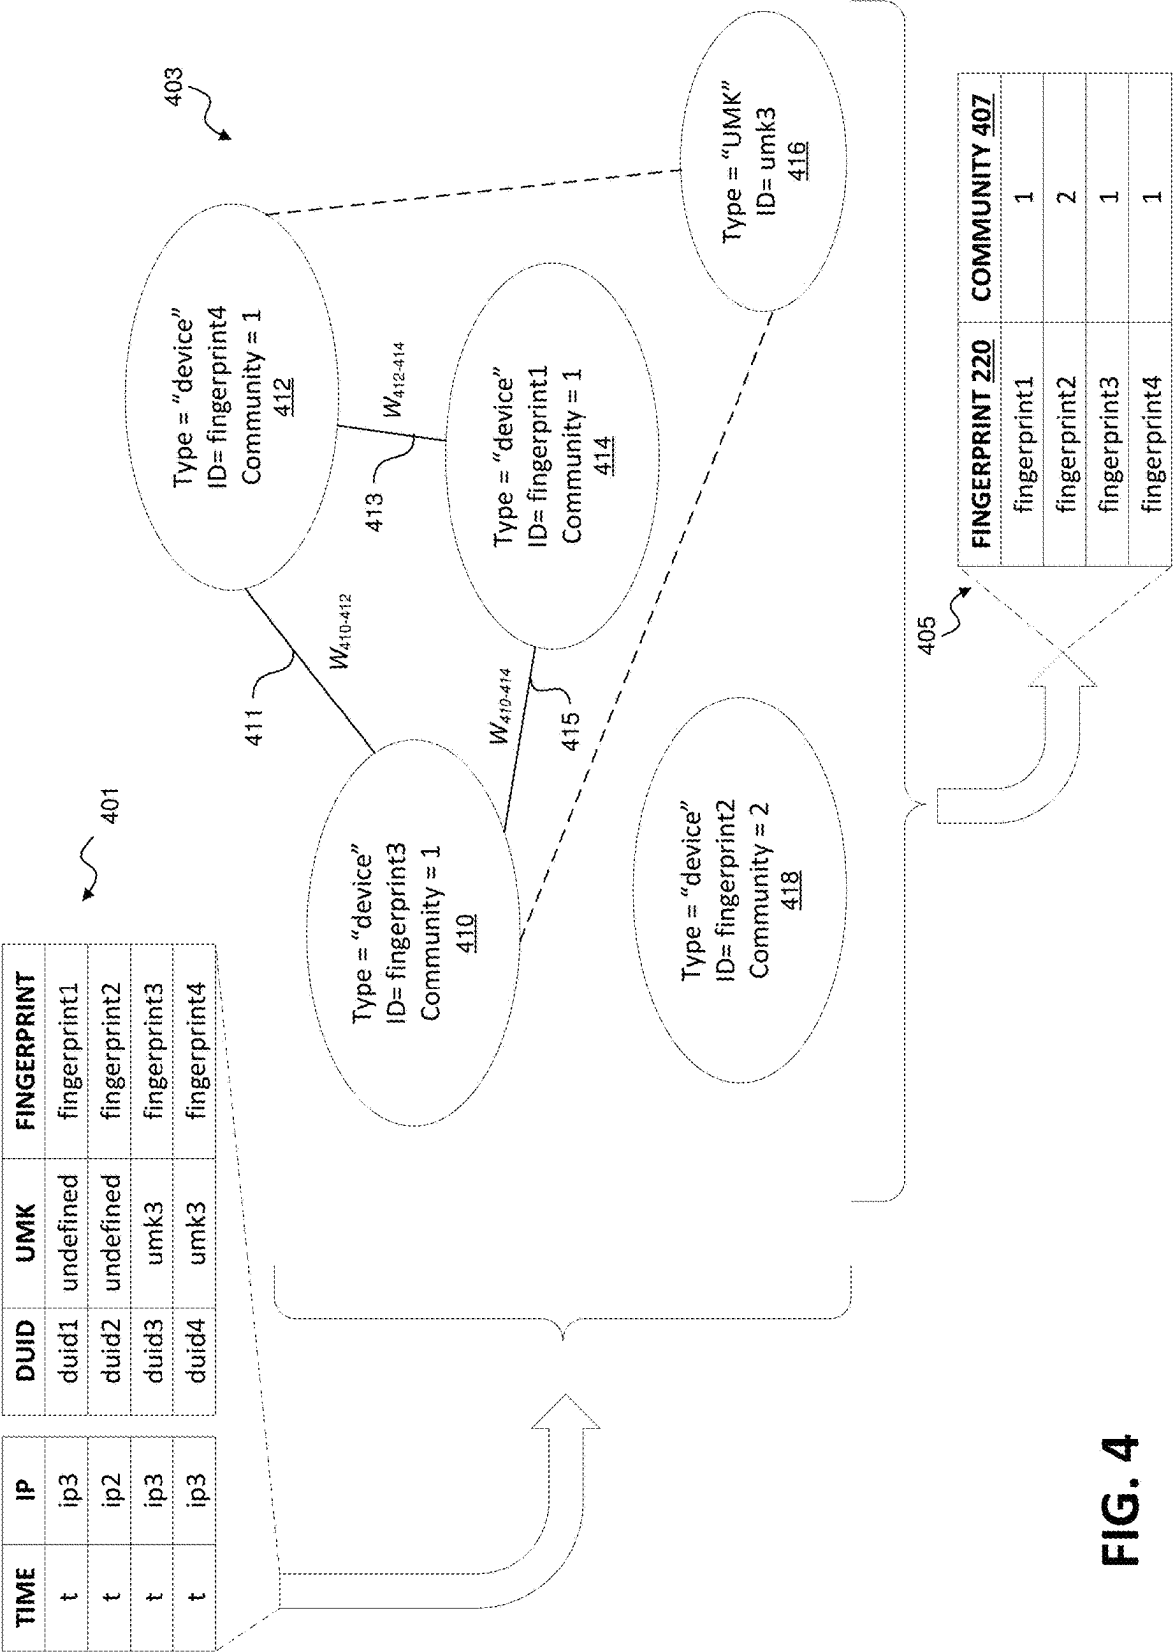 TIME IP DUID UMK FINGERPRINT
t ip3 duid1 undefined fingerprint1
t ip2 duid2 undefined fingerprint2
t ip3 duid3 umk3 fingerprint3
t ip3 duid4 umk3 fingerprint4
401
403
Type = "device"
ID= fingerprint4
Community = 1
412
411
W410-412
413
W412-414
Type = "device"
ID= fingerprint3
Community = 1
410
W410-414
415
Type = "device"
ID= fingerprint1
Community = 1
414
Type = "device"
ID= fingerprint2
Community = 2
418
Type = "UMK"
ID= umk3
416
405
FINGERPRINT 220 COMMUNITY 407
fingerprint1 1
fingerprint2 2
fingerprint3 1
fingerprint4 1
FIG. 4